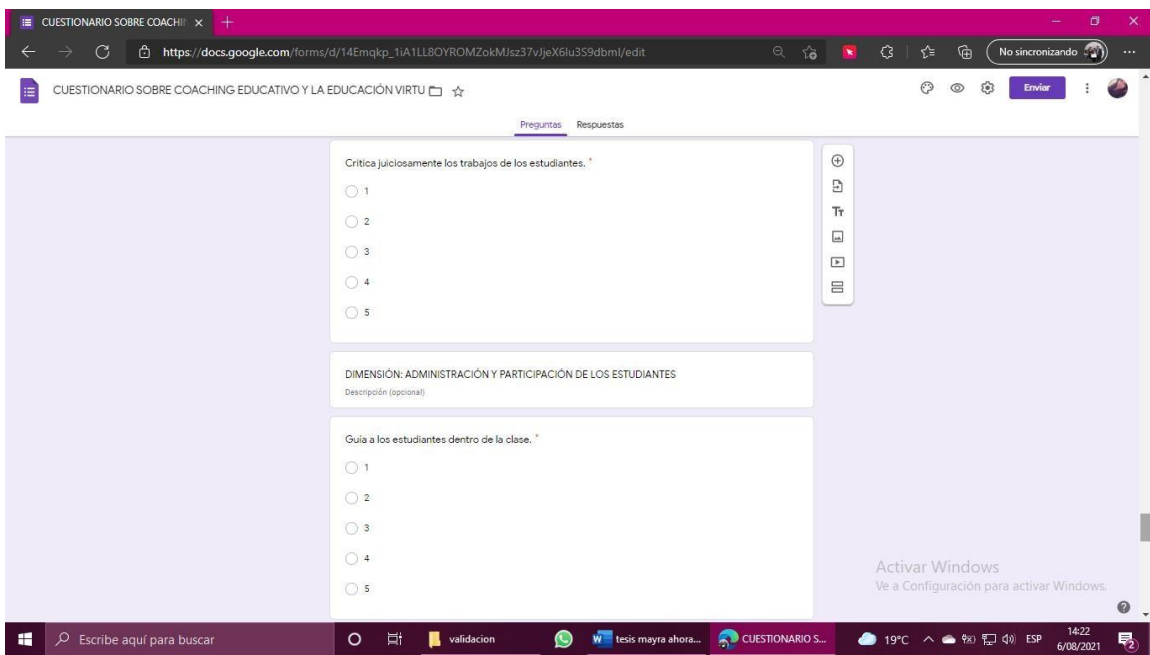 CUESTIONARIO SOBRE COACHIN
https://docs.google.com/forms/d/14Emqkp_1iA1LL8OYROMZokMJsz37vJjeX6Iu3S9dbmI/edit
No sincronizando
CUESTIONARIO SOBRE COACHING EDUCATIVO Y LA EDUCACIÓN VIRTU
Enviar
Preguntas Respuestas
Critica juiciosamente los trabajos de los estudiantes. *
1
2
3
4
5
DIMENSIÓN: ADMINISTRACIÓN Y PARTICIPACIÓN DE LOS ESTUDIANTES
Descripción (opcional)
Guía a los estudiantes dentro de la clase. *
1
2
3
4
5
Activar Windows
Ve a Configuración para activar Windows.
Escribe aquí para buscar
validacion
tesis mayra ahora...
CUESTIONARIO S...
19°C
ESP
14:22
6/08/2021
2